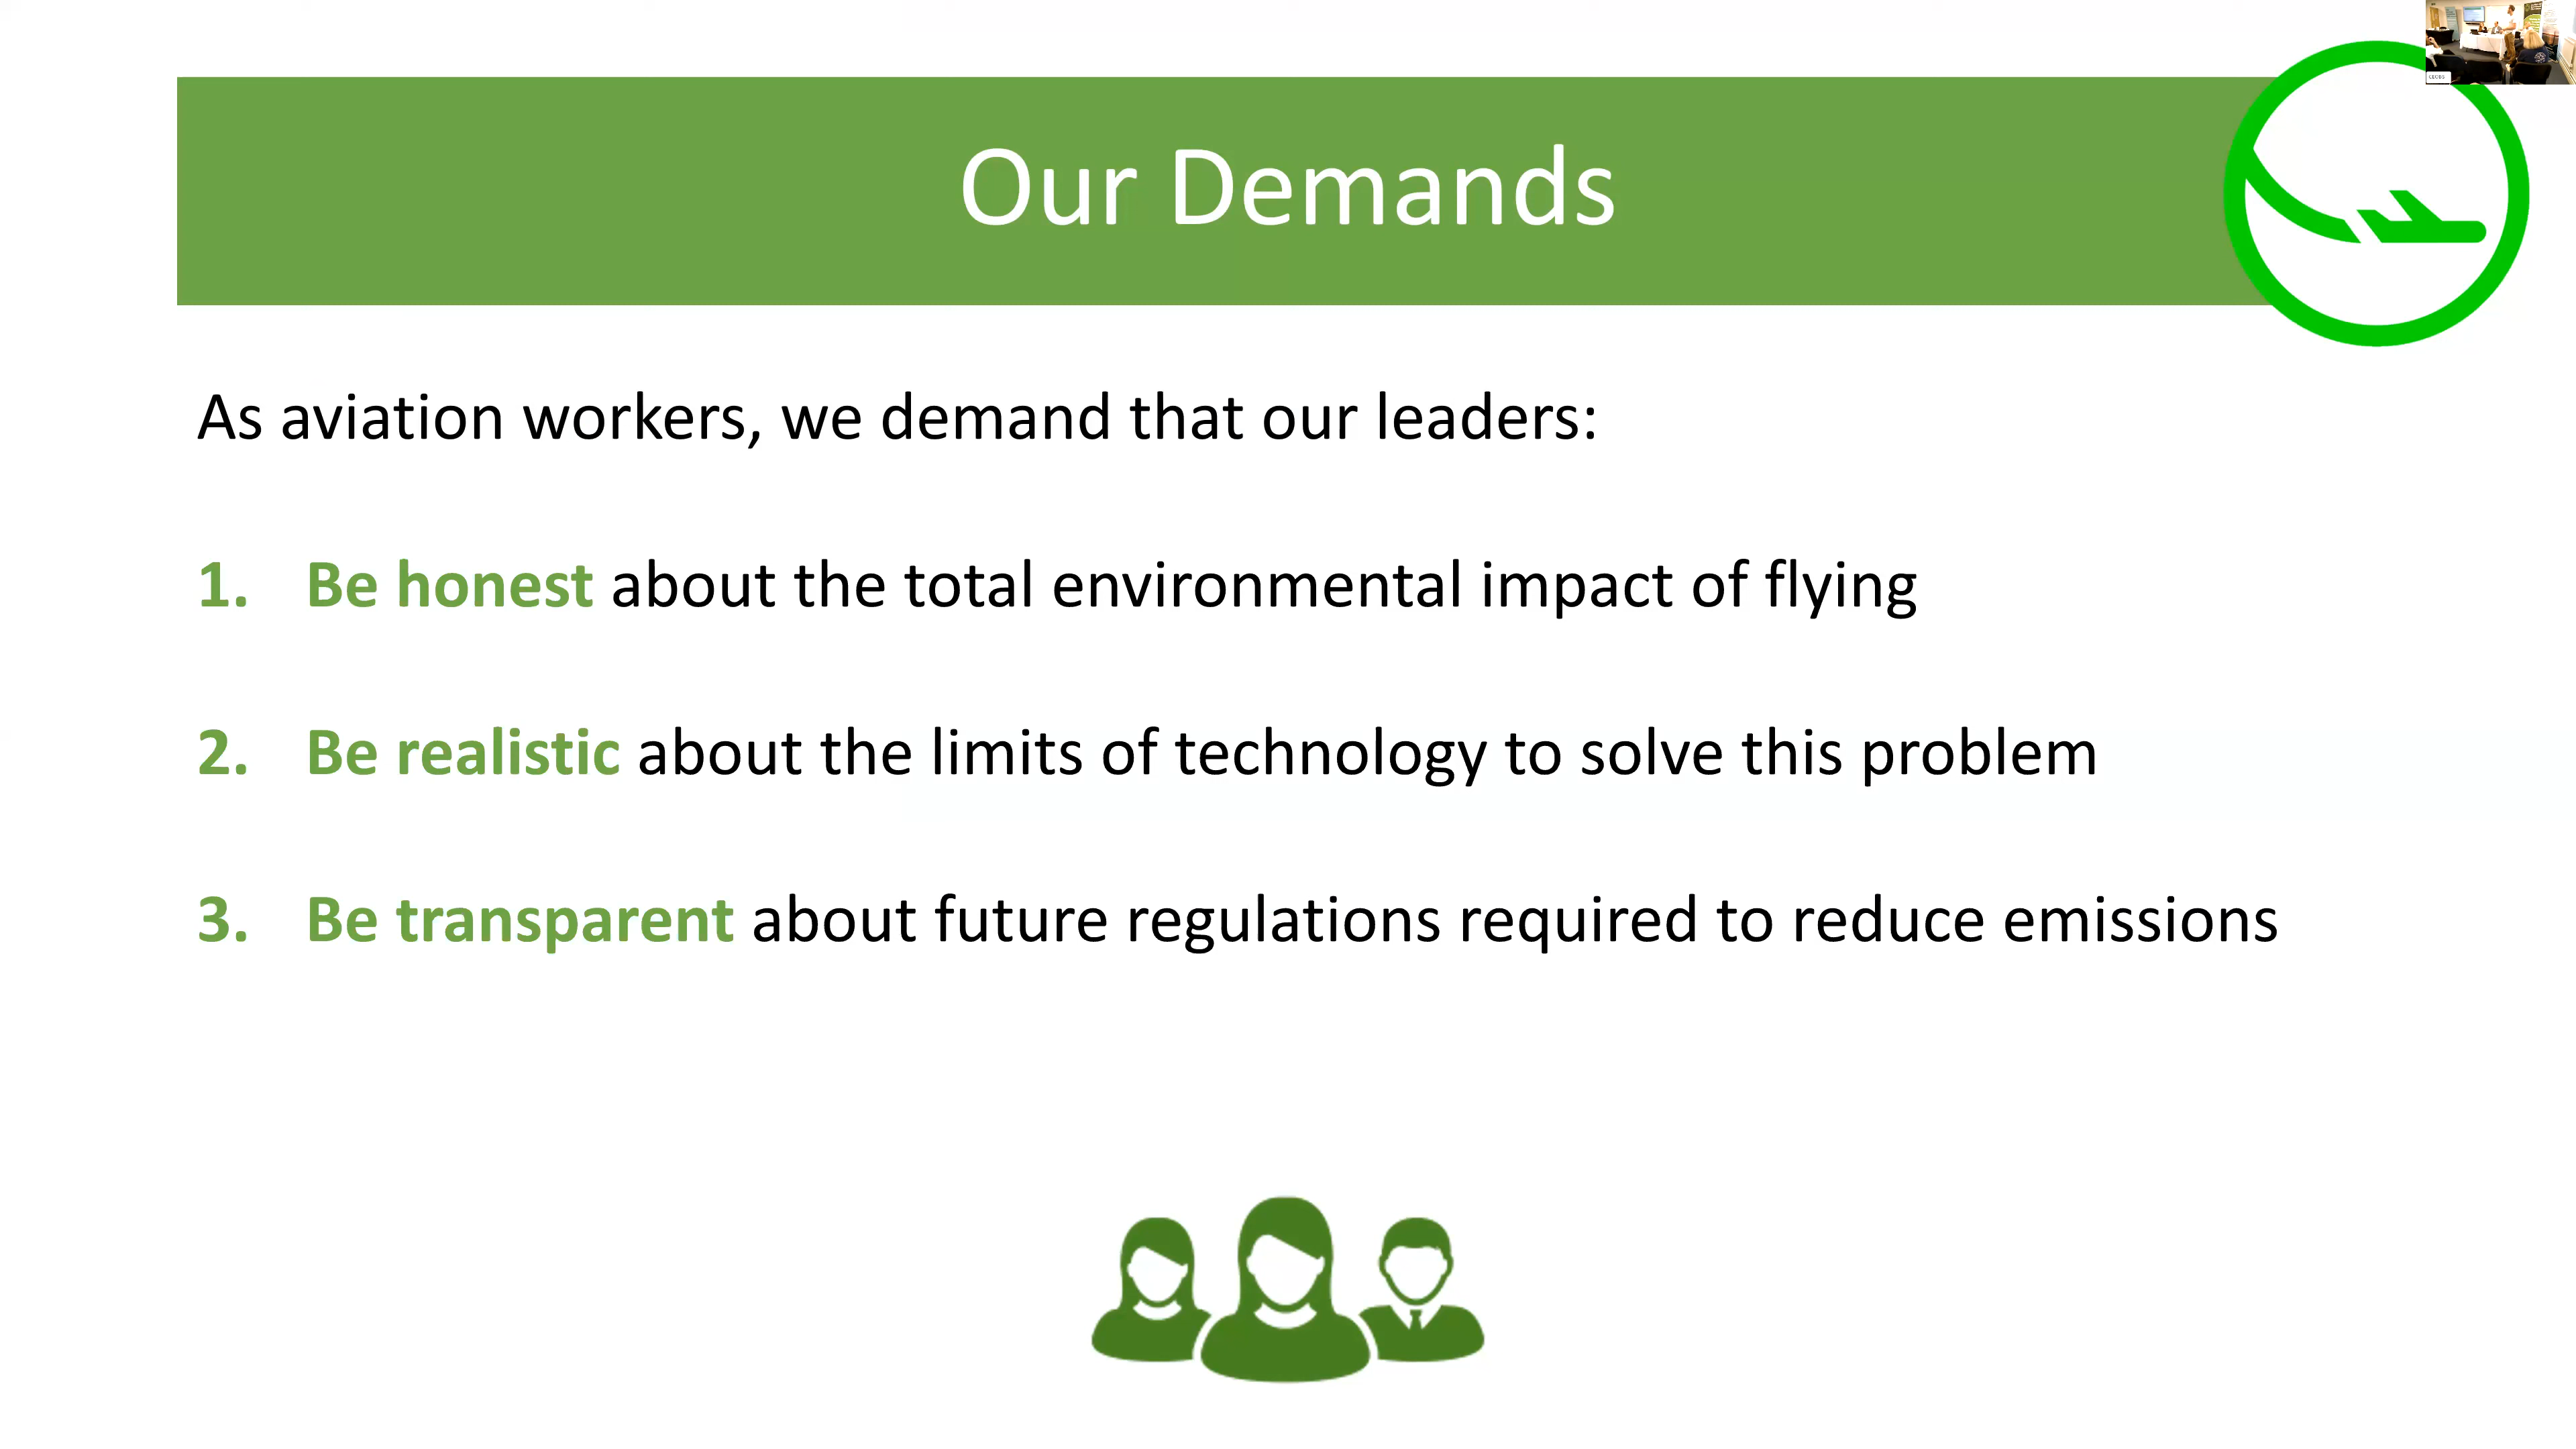 Our Demands
As aviation workers, we demand that our leaders:
1. Be honest about the total environmental impact of flying
2. Be realistic about the limits of technology to solve this problem
3. Be transparent about future regulations required to reduce emissions